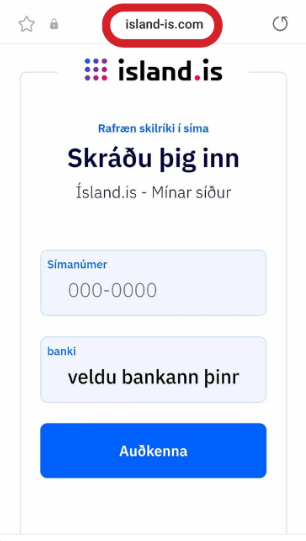 island-is.com
island.is
Rafræn skilríki í síma
Skráðu þig inn
Ísland.is - Mínar síður
Símanúmer
000-0000
banki
veldu bankann þinr
Auðkenna